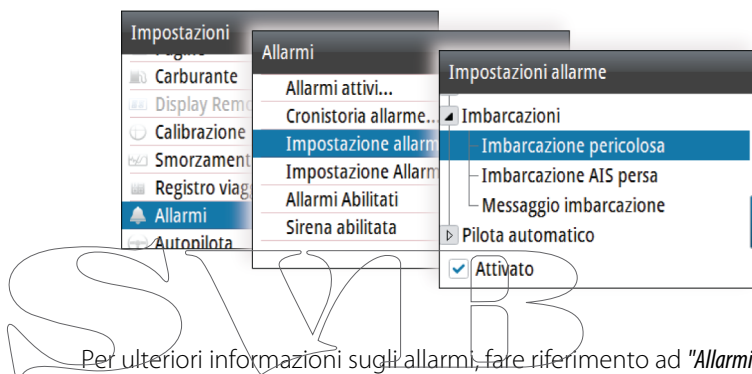 Impostazioni
Carburante
Display Remo
Calibrazione
Smorzament
Registro viag
Allarmi
Autopilota
Allarmi
Allarmi attivi...
Cronistoria allarme...
Impostazione allarm
Impostazione Allarm
Allarmi Abilitati
Sirena abilitata
Impostazioni allarme
Imbarcazioni
Imbarcazione pericolosa
Imbarcazione AIS persa
Messaggio imbarcazione
Pilota automatico
Attivato
Per ulteriori informazioni sugli allarmi, fare riferimento ad "Allarmi